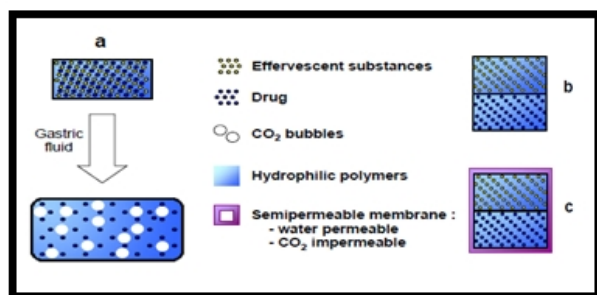 a
Gastric
fluid
Effervescent substances
Drug
CO₂ bubbles
Hydrophilic polymers
Semipermeable membrane :
- water permeable
- CO₂ impermeable
b
c